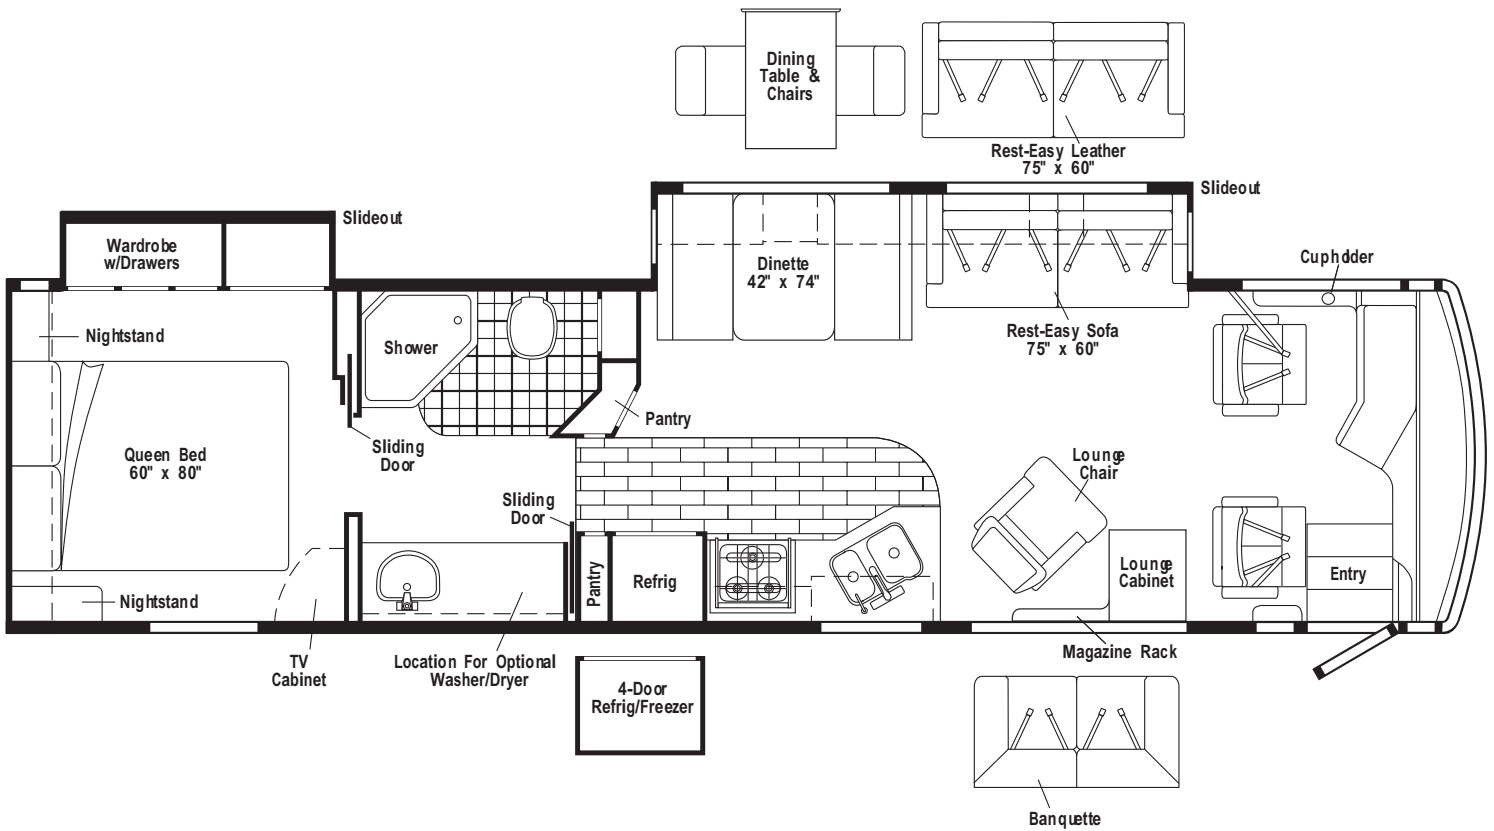 Dining
Table &
Chairs
Rest-Easy Leather
75" x 60"
Slideout
Slideout
Wardrobe
w/Drawers
Dinette
42" x 74"
Cupholder
Nightstand
Shower
Rest-Easy Sofa
75" x 60"
Pantry
Sliding
Door
Queen Bed
60" x 80"
Lounge
Chair
Sliding
Door
Pantry
Refrig
Lounge
Cabinet
Entry
Nightstand
TV
Cabinet
Location For Optional
Washer/Dryer
Magazine Rack
4-Door
Refrig/Freezer
Banquette